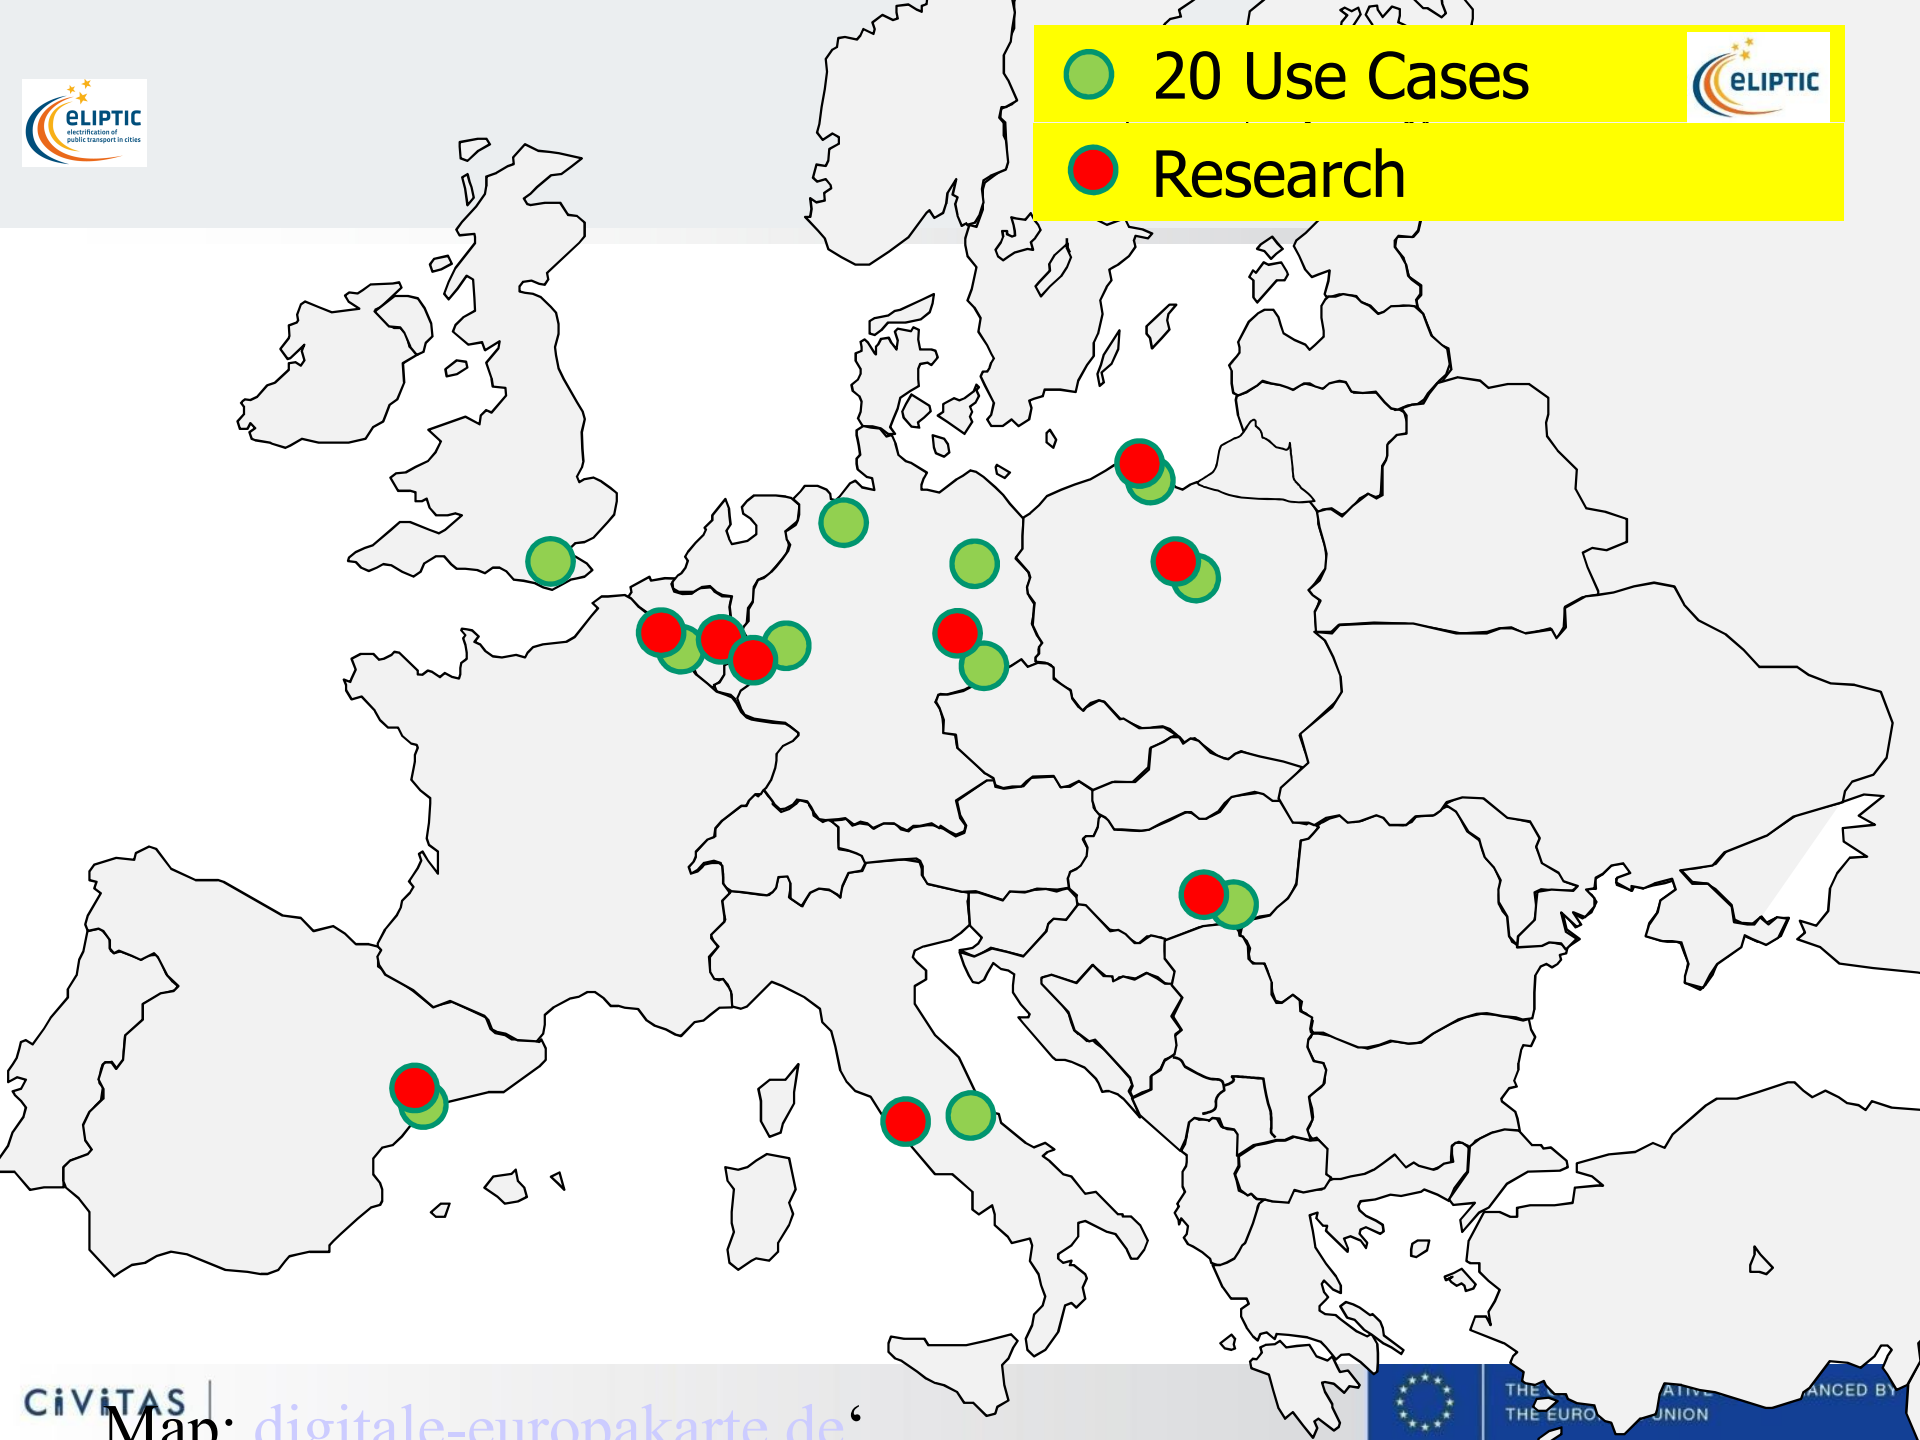 20 Use Cases
eLIPTIC
eLIPTIC
electrification of
public transport in cities
Research
CiViTAS
THE
ANCED BY
THE EURO
UNION
Map: digitale-europakarte.de‘